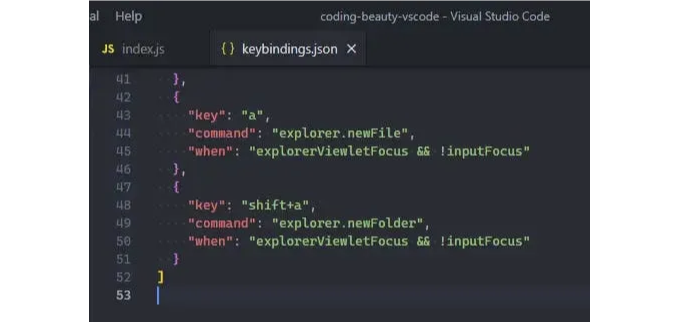 al Help coding-beauty-vscode - Visual Studio Code
JS index.js {} keybindings.json ×
41 },
42 {
43 "key": "a",
44 "command": "explorer.newFile",
45 "when": "explorerViewletFocus && !inputFocus"
46 },
47 {
48 "key": "shift+a",
49 "command": "explorer.newFolder",
50 "when": "explorerViewletFocus && !inputFocus"
51 }
52 ]
53